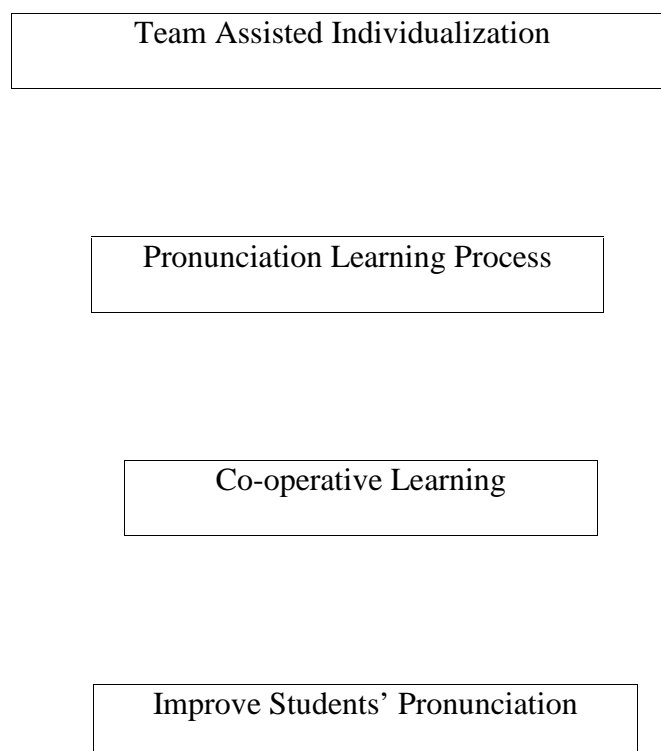 Team Assisted Individualization
Pronunciation Learning Process
Co-operative Learning
Improve Students’ Pronunciation